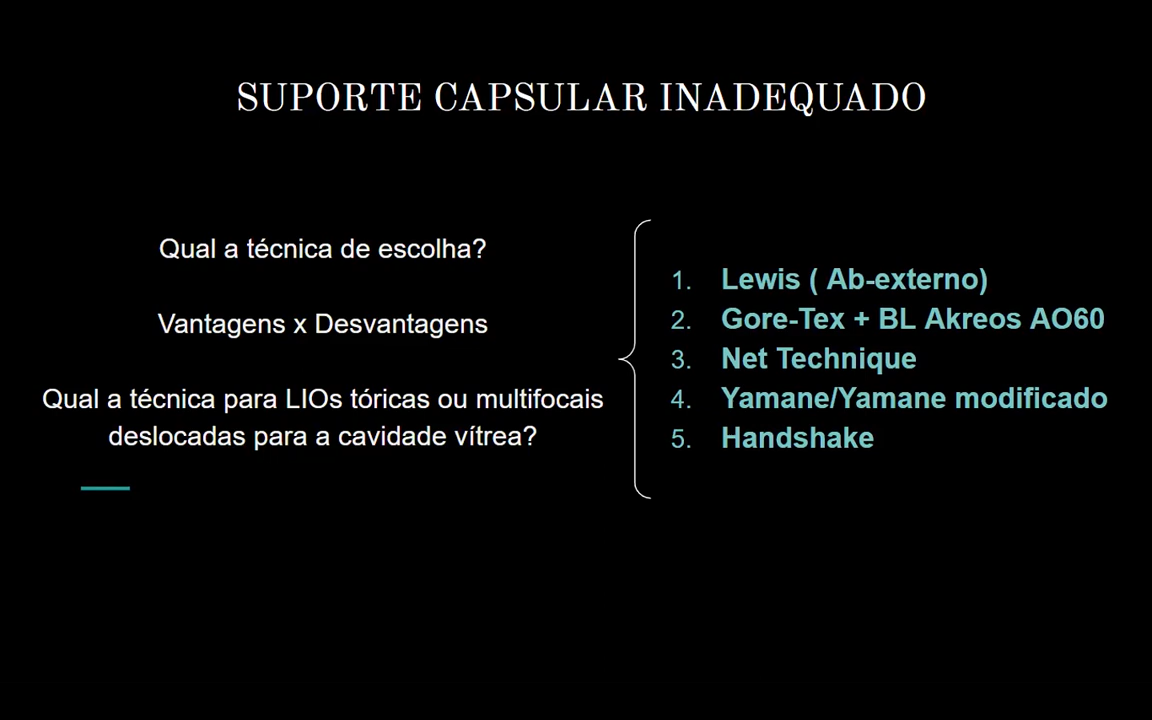 SUPORTE CAPSULAR INADEQUADO
Qual a técnica de escolha?
Vantagens x Desvantagens
Qual a técnica para LIOs tóricas ou multifocais
deslocadas para a cavidade vítrea?
1. Lewis ( Ab-externo)
2. Gore-Tex + BL Akreos AO60
3. Net Technique
4. Yamane/Yamane modificado
5. Handshake